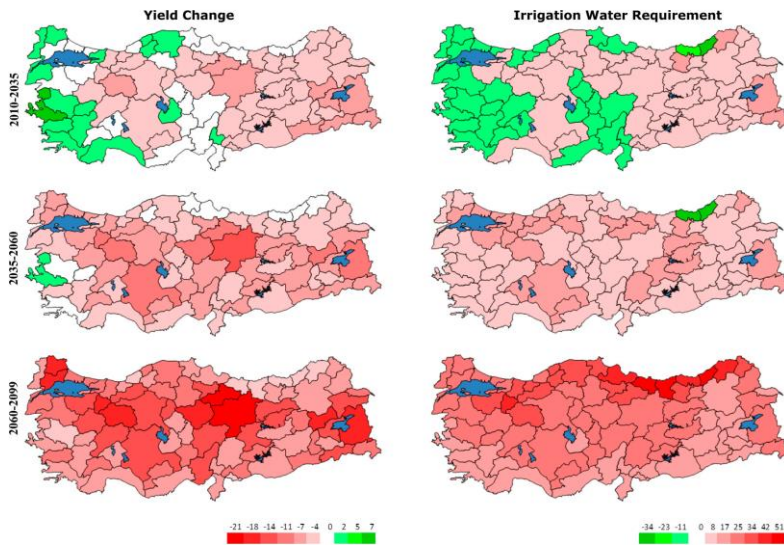 Yield Change
Irrigation Water Requirement
2010-2035
2035-2060
2060-2099
-21 -18 -14 -11 -7 -4 0 2 5 7
-34 -23 -11 0 8 17 25 34 42 51